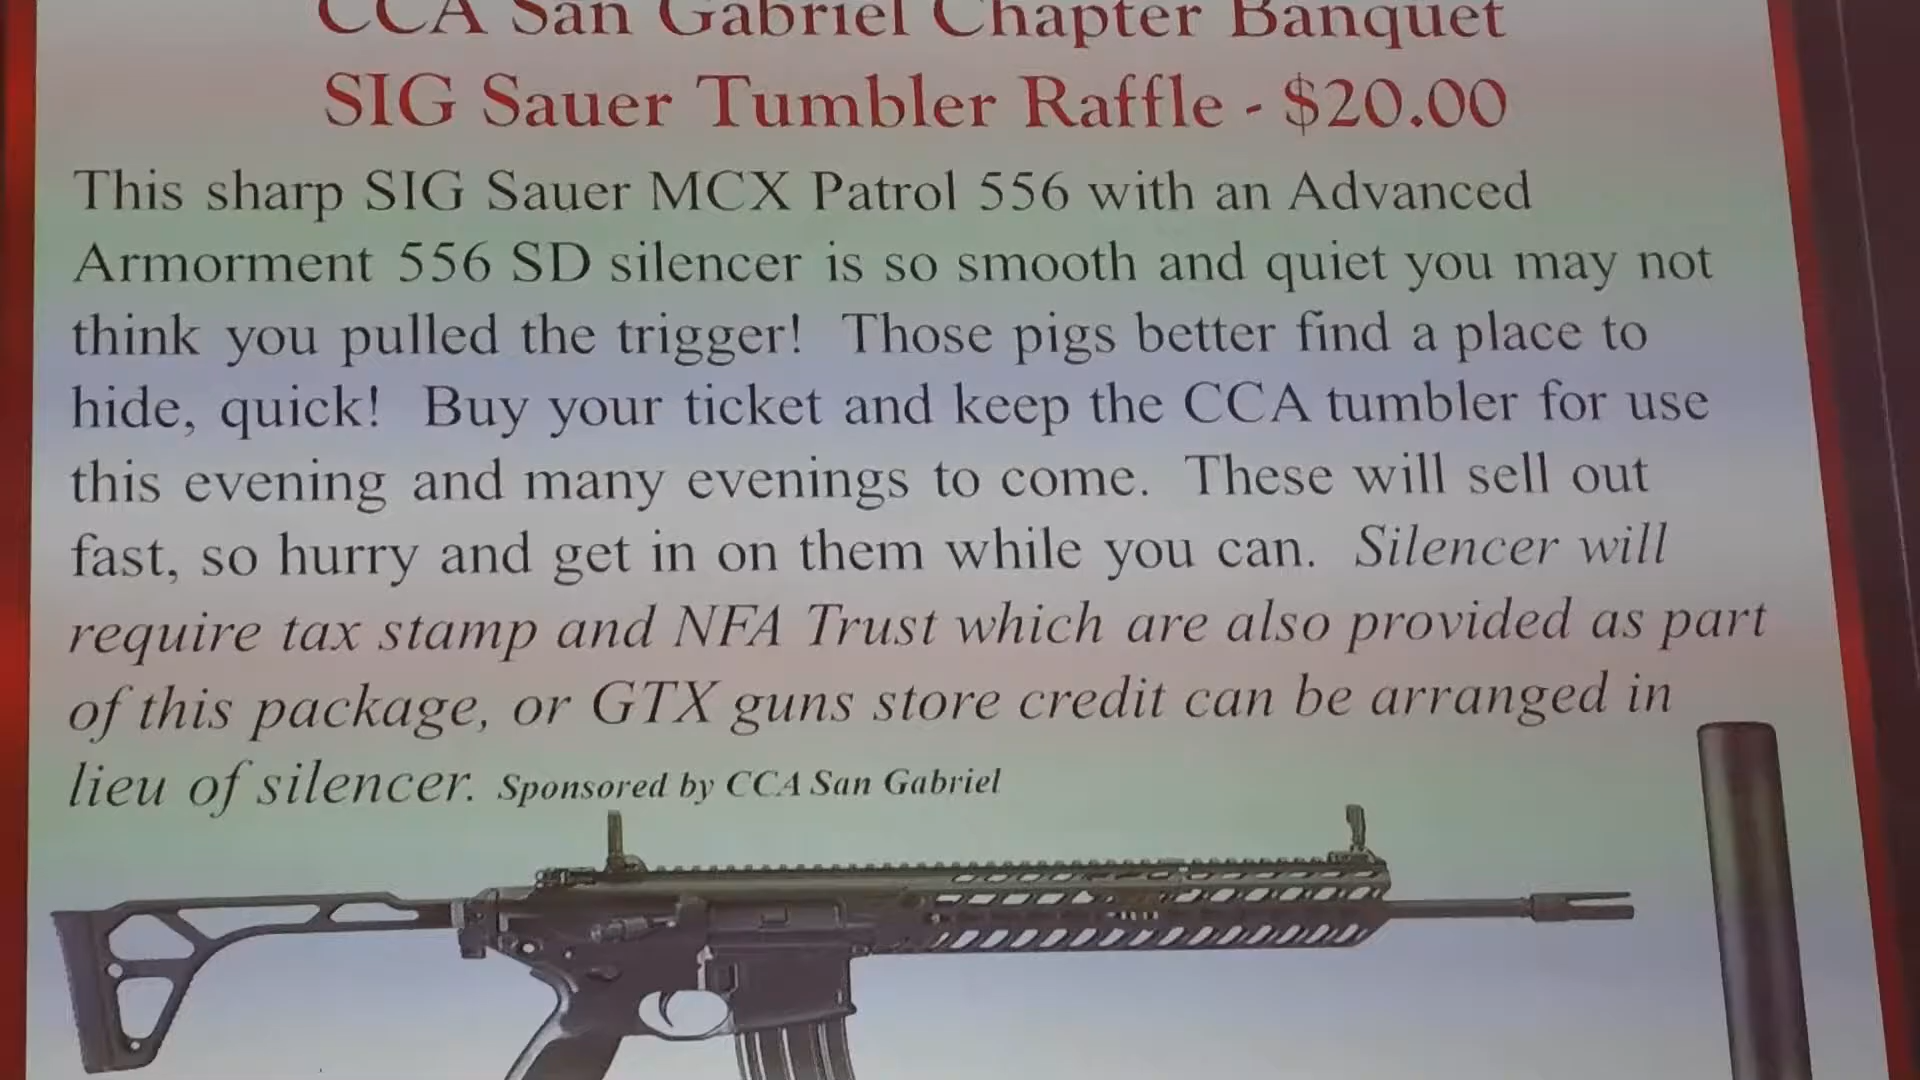 CCA San Gabriel Chapter Banquet
SIG Sauer Tumbler Raffle - $20.00
This sharp SIG Sauer MCX Patrol 556 with an Advanced
Armorment 556 SD silencer is so smooth and quiet you may not
think you pulled the trigger! Those pigs better find a place to
hide, quick! Buy your ticket and keep the CCA tumbler for use
this evening and many evenings to come. These will sell out
fast, so hurry and get in on them while you can. Silencer will
require tax stamp and NFA Trust which are also provided as part
of this package, or GTX guns store credit can be arranged in
lieu of silencer. Sponsored by CCA San Gabriel